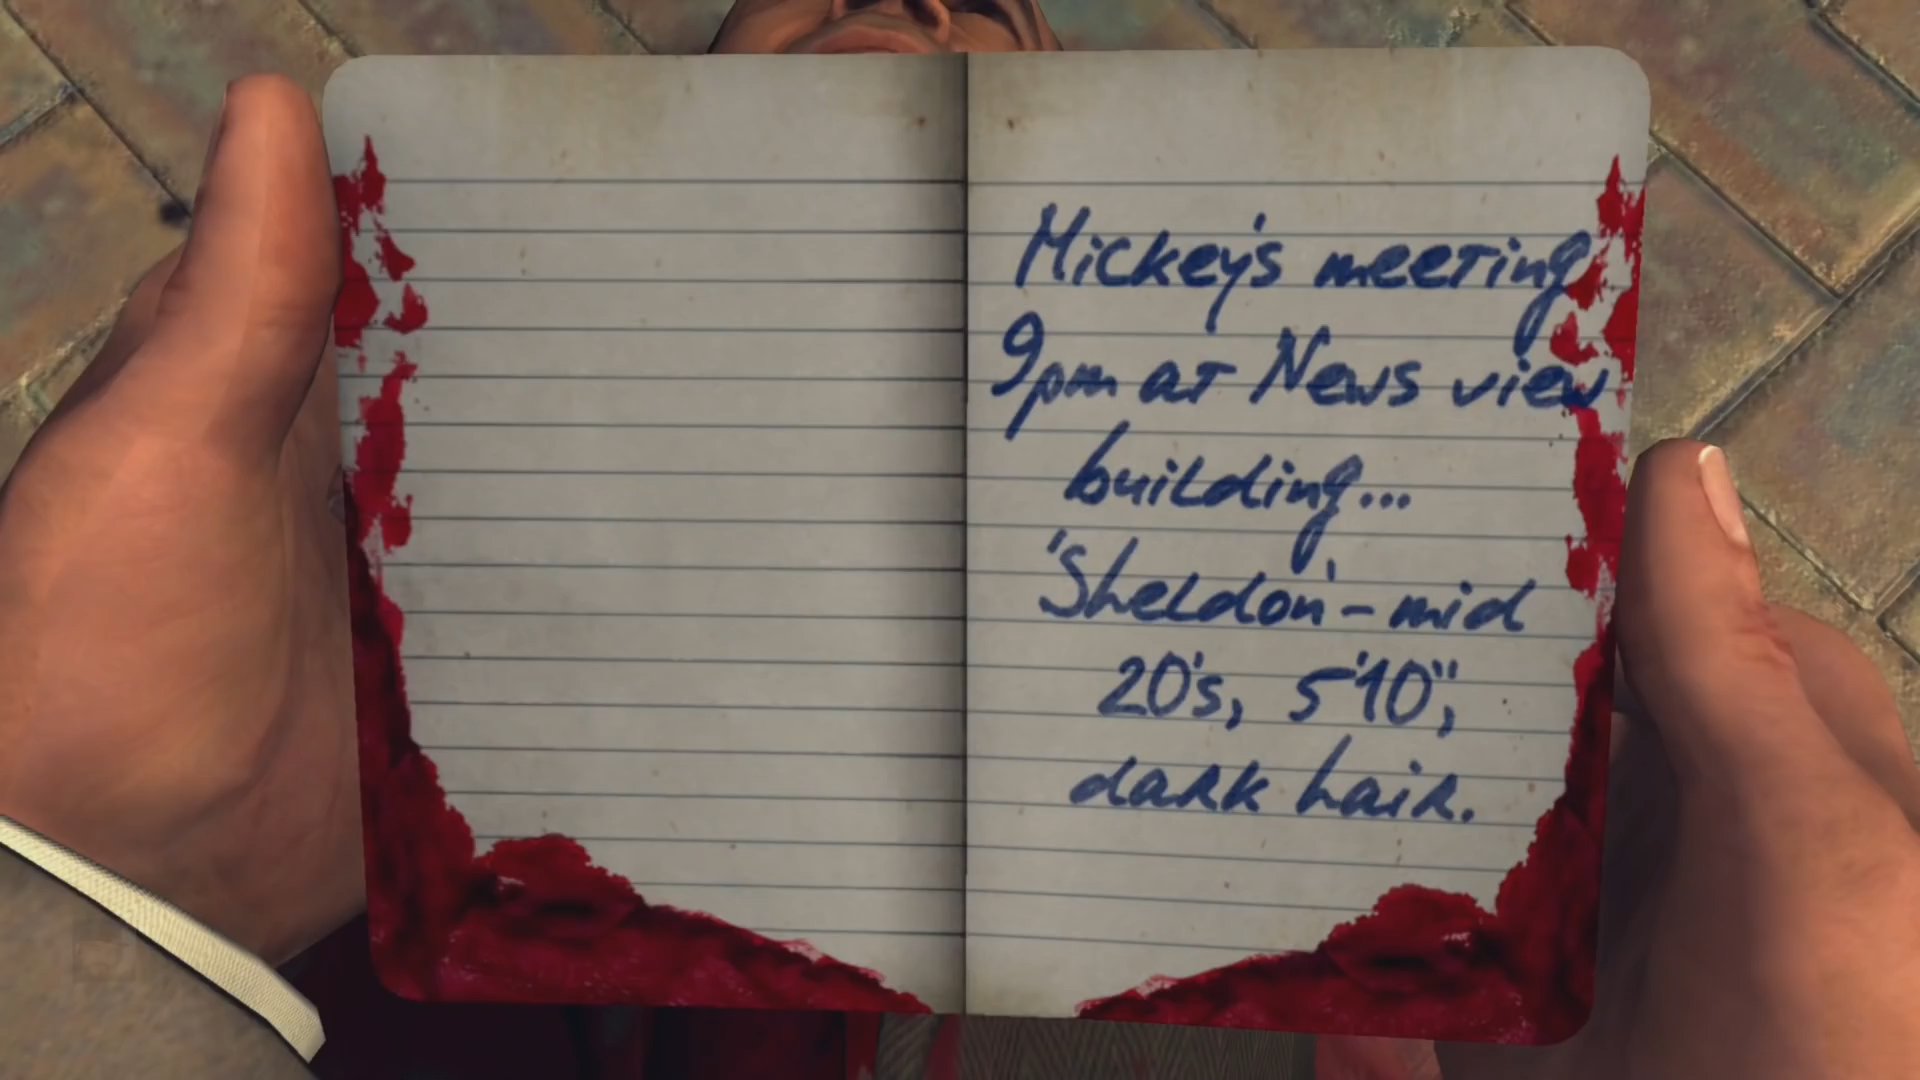 Mickey's meeting
9pm at News view
building...
'Sheldon' - mid
20's, 5'10",
dark hair.